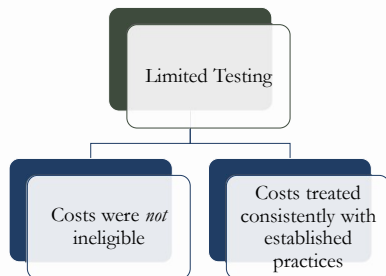 Limited Testing
Costs were not
ineligible
Costs treated
consistently with
established
practices